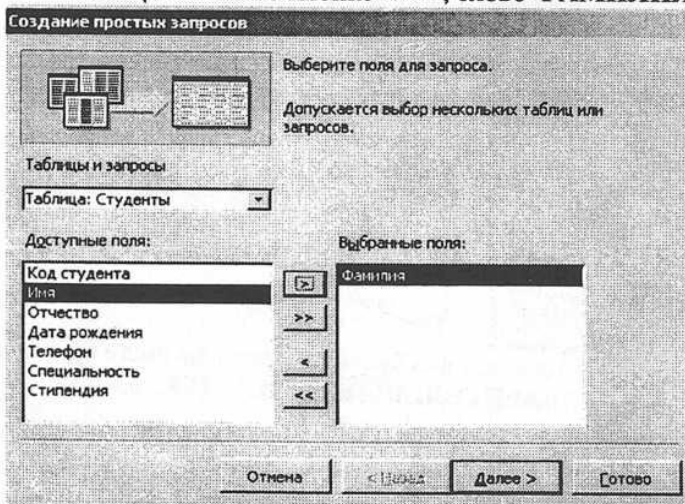 Создание простых запросов
Выберите поля для запроса.
Допускается выбор нескольких таблиц или
запросов.
Таблицы и запросы
Таблица: Студенты
Доступные поля:
Выбранные поля:
Код студента
Имя
Отчество
Дата рождения
Телефон
Специальность
Стипендия
>
>>
<
<<
Фамилия
Отмена
< Назад
Далее >
Готово